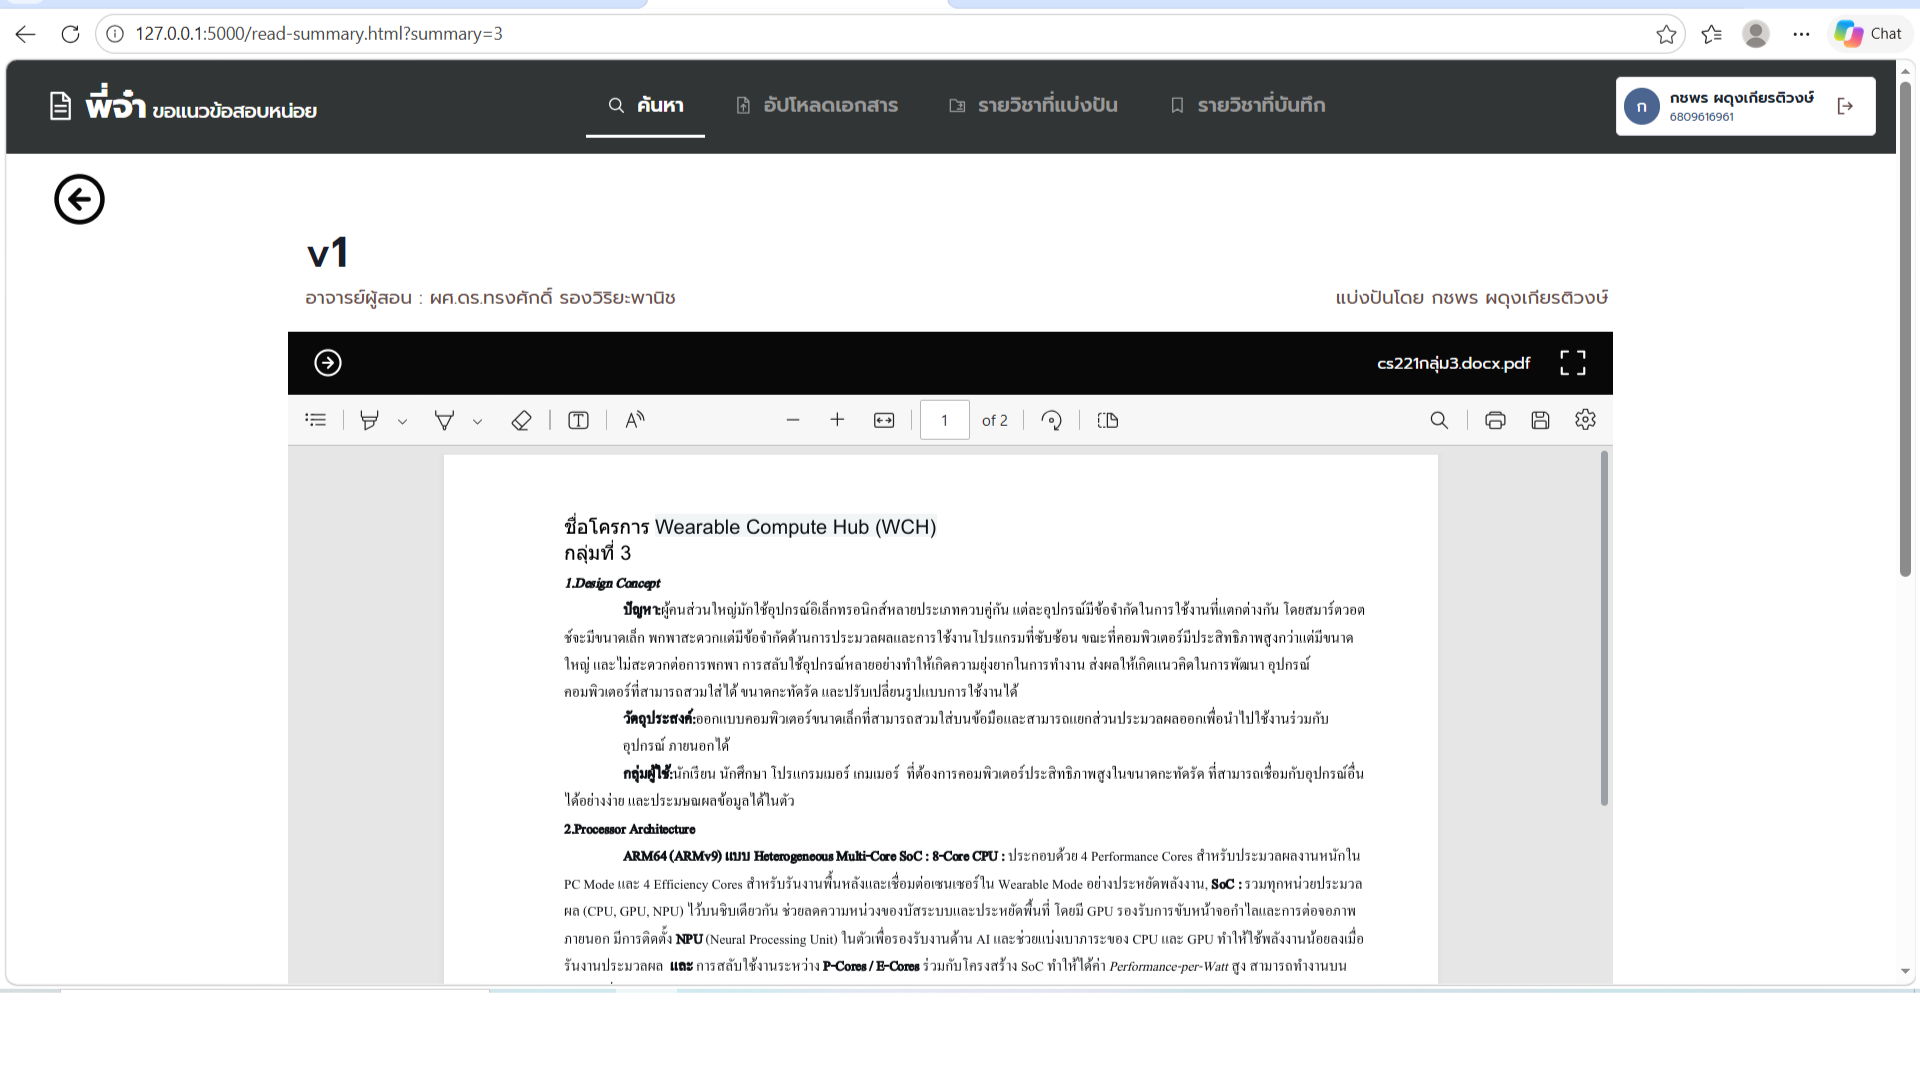 127.0.0.1:5000/read-summary.html?summary=3
Chat
พี่จ๋า ขอแนวข้อสอบหน่อย
ค้นหา
อัปโหลดเอกสาร
รายวิชาที่แบ่งปัน
รายวิชาที่บันทึก
ก
กชพร ผดุงเกียรติวงษ์
6809616961
v1
อาจารย์ผู้สอน : ผศ.ดร.ทรงศักดิ์ รองวิริยะพานิช
แบ่งปันโดย กชพร ผดุงเกียรติวงษ์
cs221กลุ่ม3.docx.pdf
1 of 2
ชื่อโครงการ Wearable Compute Hub (WCH)
กลุ่มที่ 3
1.Design Concept
ปัญหา:ผู้คนส่วนใหญ่มักใช้อุปกรณ์อิเล็กทรอนิกส์หลายประเภทควบคู่กัน แต่ละอุปกรณ์มีข้อจำกัดในการใช้งานที่แตกต่างกัน โดยสมาร์ตวอต
ช์จะมีขนาดเล็ก พกพาสะดวกแต่มีข้อจำกัดด้านการประมวลผลและการใช้งานโปรแกรมที่ซับซ้อน ขณะที่คอมพิวเตอร์มีประสิทธิภาพสูงกว่าแต่มีขนาด
ใหญ่ และไม่สะดวกต่อการพกพา การสลับใช้อุปกรณ์หลายอย่างทำให้เกิดความยุ่งยากในการทำงาน ส่งผลให้เกิดแนวคิดในการพัฒนา อุปกรณ์
คอมพิวเตอร์ที่สามารถสวมใส่ได้ ขนาดกะทัดรัด และปรับเปลี่ยนรูปแบบการใช้งานได้
วัตถุประสงค์:ออกแบบคอมพิวเตอร์ขนาดเล็กที่สามารถสวมใส่บนข้อมือและสามารถแยกส่วนประมวลผลออกเพื่อนำไปใช้งานร่วมกับ
อุปกรณ์ ภายนอกได้
กลุ่มผู้ใช้:นักเรียน นักศึกษา โปรแกรมเมอร์ เกมเมอร์ ที่ต้องการคอมพิวเตอร์ประสิทธิภาพสูงในขนาดกะทัดรัด ที่สามารถเชื่อมกับอุปกรณ์อื่น
ได้อย่างง่าย และประมษณผลข้อมูลได้ในตัว
2.Processor Architecture
ARM64 (ARMv9) แบบ Heterogeneous Multi-Core SoC : 8-Core CPU : ประกอบด้วย 4 Performance Cores สำหรับประมวลผลงานหนักใน
PC Mode และ 4 Efficiency Cores สำหรับรันงานพื้นหลังและเชื่อมต่อเซนเซอร์ใน Wearable Mode อย่างประหยัดพลังงาน, SoC : รวมทุกหน่วยประมวล
ผล (CPU, GPU, NPU) ไว้บนชิบเดียวกัน ช่วยลดความหน่วงของบัสระบบและประหยัดพื้นที่ โดยมี GPU รองรับการขับหน้าจอกำไลและการต่อจอภาพ
ภายนอก มีการติดตั้ง NPU (Neural Processing Unit) ในตัวเพื่อรองรับงานด้าน AI และช่วยแบ่งเบาภาระของ CPU และ GPU ทำให้ใช้พลังงานน้อยลงเมื่อ
รันงานประมวลผล และ การสลับใช้งานระหว่าง P-Cores / E-Cores ร่วมกับโครงสร้าง SoC ทำให้ได้ค่า Performance-per-Watt สูง สามารถทำงานบน